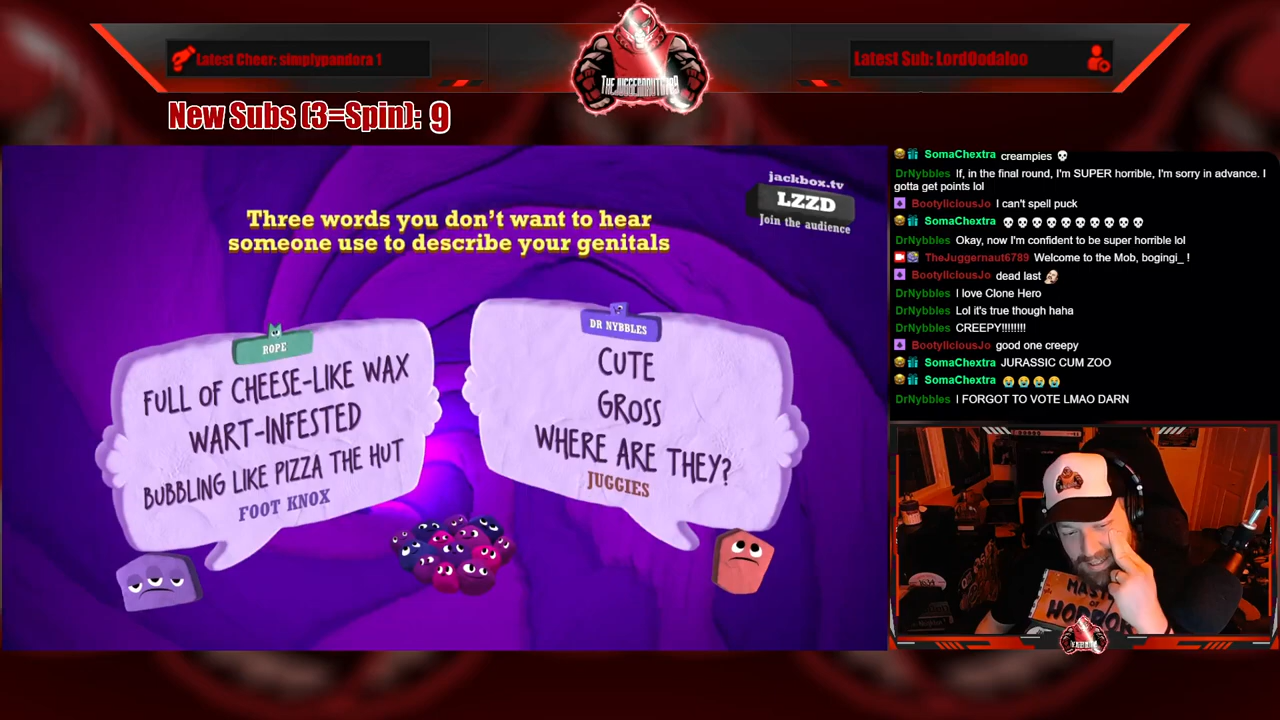 Latest Cheer: simplypandora 1
THEJUGGERNAUT6789
Latest Sub: LordOodaloo
New Subs (3=Spin): 9
jackbox.tv
LZZD
Join the audience
Three words you don't want to hear
someone use to describe your genitals
ROPE
FULL OF CHEESE-LIKE WAX
WART-INFESTED
BUBBLING LIKE PIZZA THE HUT
FOOT KNOX
DR NYBBLES
CUTE
GROSS
WHERE ARE THEY?
JUGGIES
SomaChextra creampies
DrNybbles If, in the final round, I'm SUPER horrible, I'm sorry in advance. I
gotta get points lol
BootyliciousJo I can't spell puck
SomaChextra
DrNybbles Okay, now I'm confident to be super horrible lol
TheJuggernaut6789 Welcome to the Mob, bogingi_ !
BootyliciousJo dead last
DrNybbles I love Clone Hero
DrNybbles Lol it's true though haha
DrNybbles CREEPY!!!!!!!!
BootyliciousJo good one creepy
SomaChextra JURASSIC CUM ZOO
SomaChextra
DrNybbles I FORGOT TO VOTE LMAO DARN
HORROR